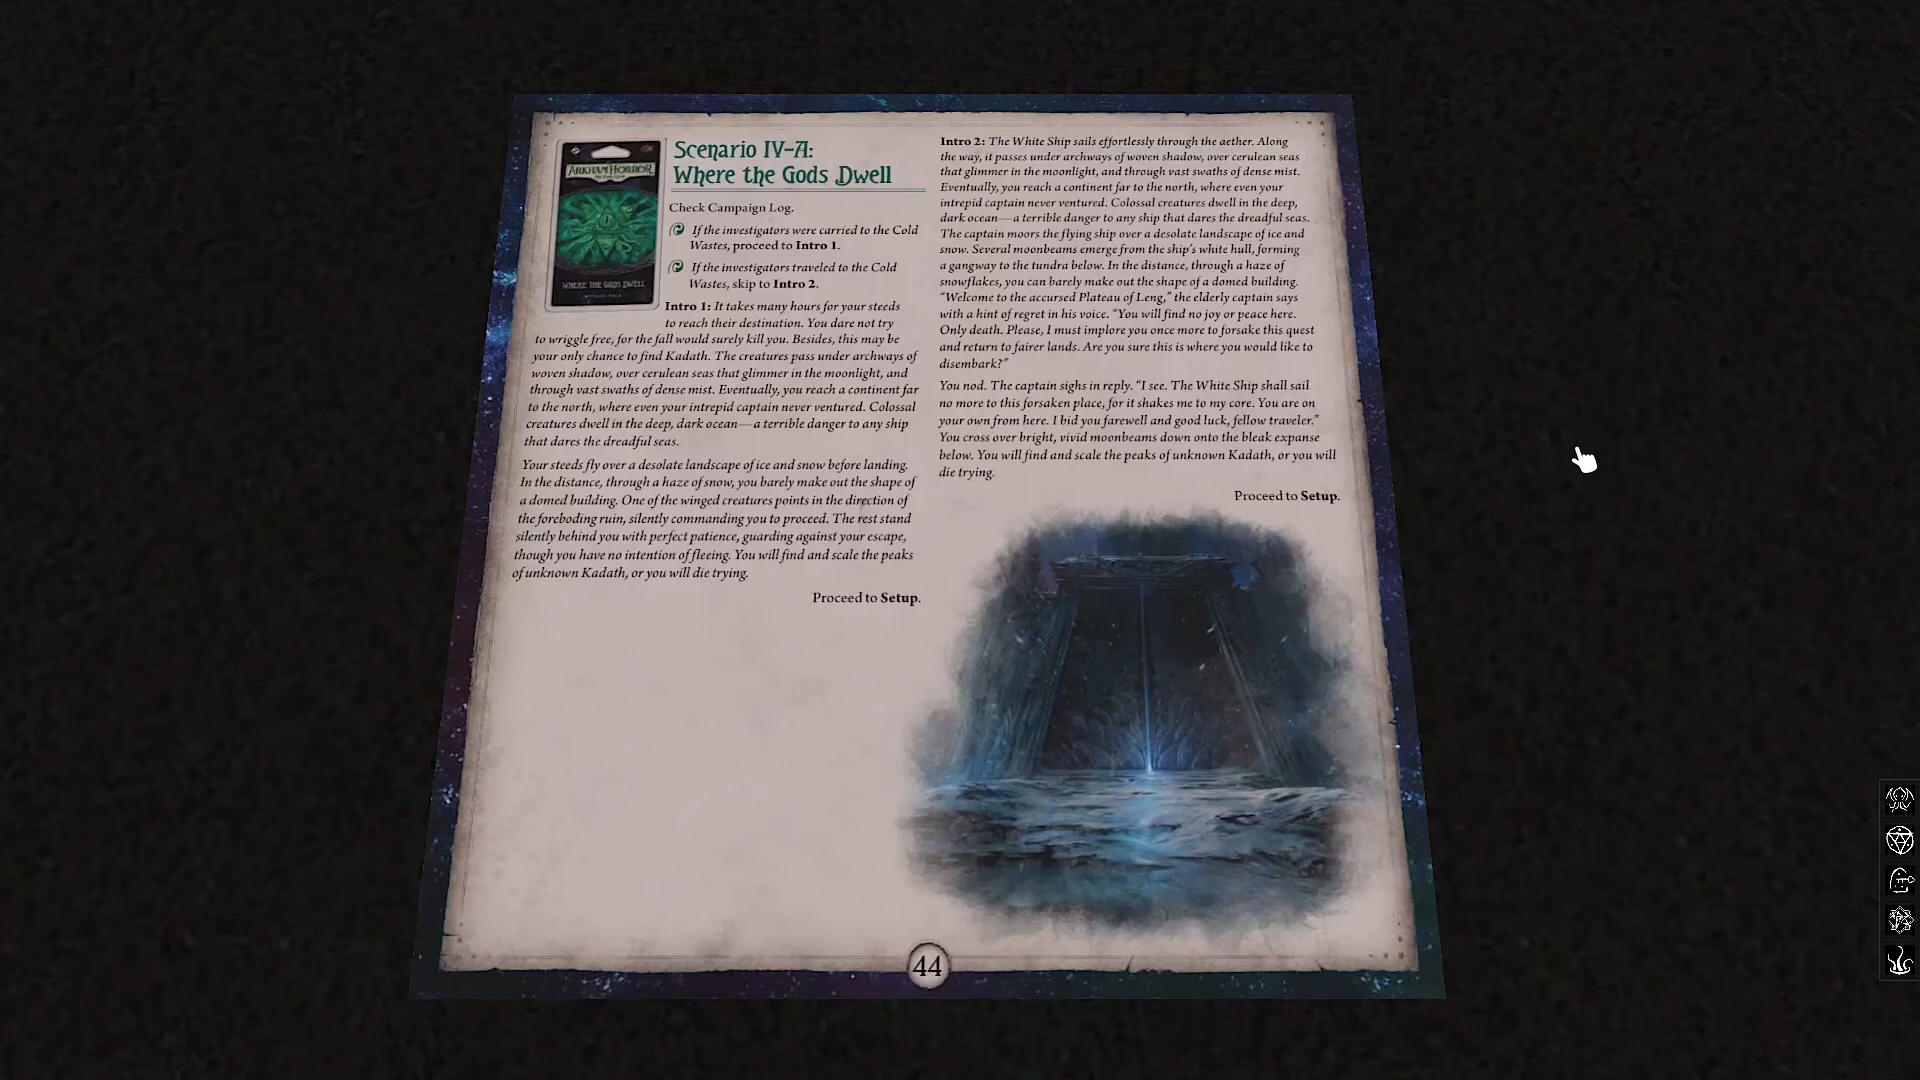 ARKHAM HORROR
WHERE THE GODS DWELL
MYTHOS PACK
Scenario IV–A:
Where the Gods Dwell
Check Campaign Log.
If the investigators were carried to the Cold
Wastes, proceed to Intro 1.
If the investigators traveled to the Cold
Wastes, skip to Intro 2.
Intro 1: It takes many hours for your steeds
to reach their destination. You dare not try
to wriggle free, for the fall would surely kill you. Besides, this may be
your only chance to find Kadath. The creatures pass under archways of
woven shadow, over cerulean seas that glimmer in the moonlight, and
through vast swaths of dense mist. Eventually, you reach a continent far
to the north, where even your intrepid captain never ventured. Colossal
creatures dwell in the deep, dark ocean—a terrible danger to any ship
that dares the dreadful seas.
Your steeds fly over a desolate landscape of ice and snow before landing.
In the distance, through a haze of snow, you barely make out the shape of
a domed building. One of the winged creatures points in the direction of
the foreboding ruin, silently commanding you to proceed. The rest stand
silently behind you with perfect patience, guarding against your escape,
though you have no intention of fleeing. You will find and scale the peaks
of unknown Kadath, or you will die trying.
Proceed to Setup.
Intro 2: The White Ship sails effortlessly through the aether. Along
the way, it passes under archways of woven shadow, over cerulean seas
that glimmer in the moonlight, and through vast swaths of dense mist.
Eventually, you reach a continent far to the north, where even your
intrepid captain never ventured. Colossal creatures dwell in the deep,
dark ocean—a terrible danger to any ship that dares the dreadful seas.
The captain moors the flying ship over a desolate landscape of ice and
snow. Several moonbeams emerge from the ship's white hull, forming
a gangway to the tundra below. In the distance, through a haze of
snowflakes, you can barely make out the shape of a domed building.
“Welcome to the accursed Plateau of Leng,” the elderly captain says
with a hint of regret in his voice. “You will find no joy or peace here.
Only death. Please, I must implore you once more to forsake this quest
and return to fairer lands. Are you sure this is where you would like to
disembark?”
You nod. The captain sighs in reply. “I see. The White Ship shall sail
no more to this forsaken place, for it shakes me to my core. You are on
your own from here. I bid you farewell and good luck, fellow traveler.”
You cross over bright, vivid moonbeams down onto the bleak expanse
below. You will find and scale the peaks of unknown Kadath, or you will
die trying.
Proceed to Setup.
44